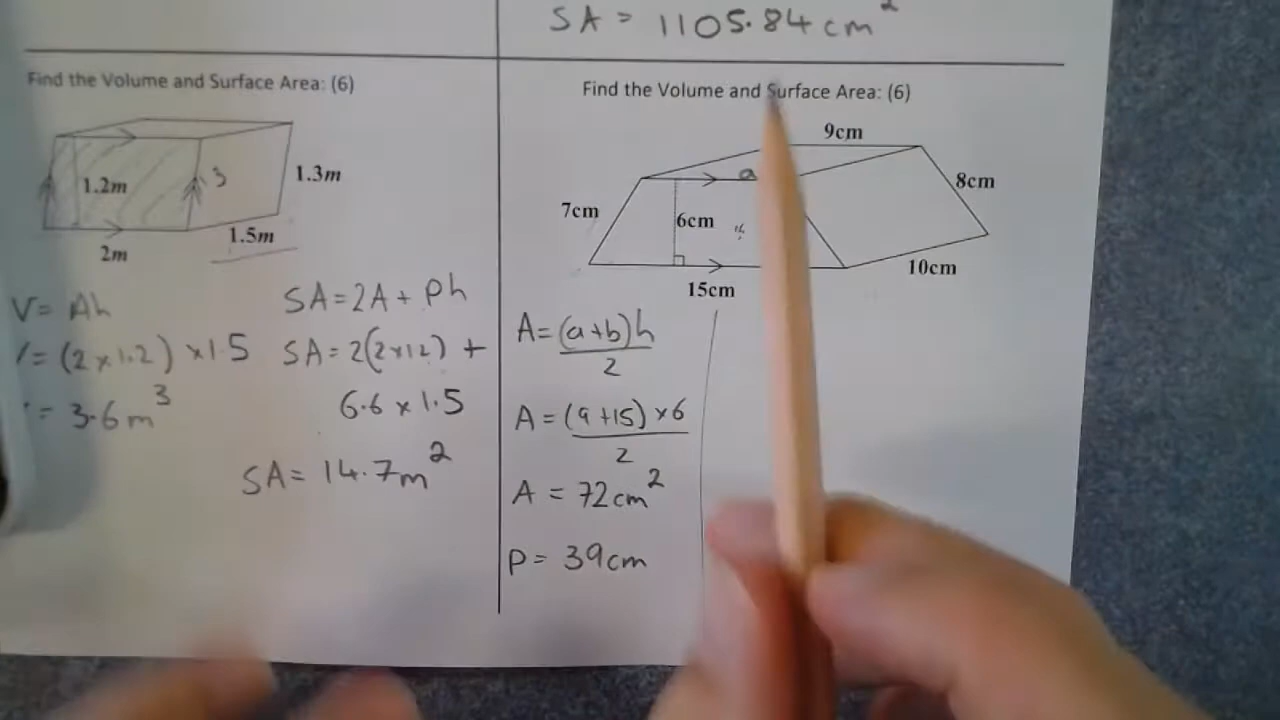 SA = 1105.84 cm²
Find the Volume and Surface Area: (6)
1.2m
3
1.3m
1.5m
2m
V = Ah
= (2 x 1.2) x 1.5
= 3.6 m³
SA = 2A + Ph
SA = 2(2x1.2) +
6.6 x 1.5
SA = 14.7m²
Find the Volume and Surface Area: (6)
9cm
7cm
6cm
8cm
15cm
10cm
A = (a+b)h
2
A = (9+15) x 6
2
A = 72cm²
P = 39cm